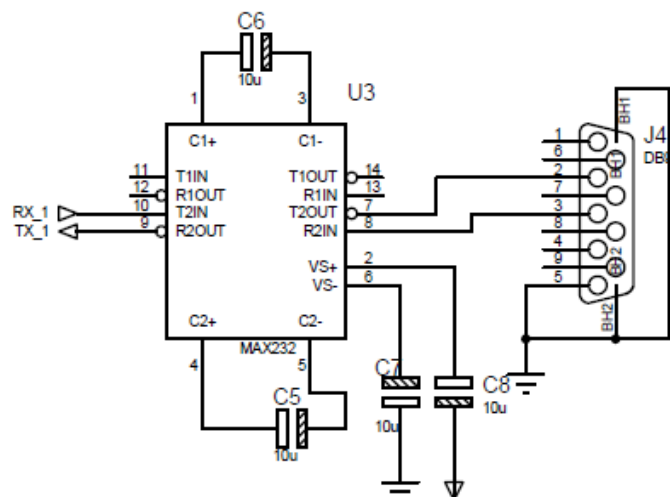 C6
10u
1
3
U3
C1+
C1-
11
T1IN
T1OUT
14
12
R1OUT
R1IN
13
RX_1
10
T2IN
T2OUT
7
TX_1
9
R2OUT
R2IN
8
VS+
2
VS-
6
C2+
C2-
MAX232
4
5
C5
10u
C7
10u
C8
10u
BH1
J4
1
6
BH1
2
7
3
8
4
9
5
BH2